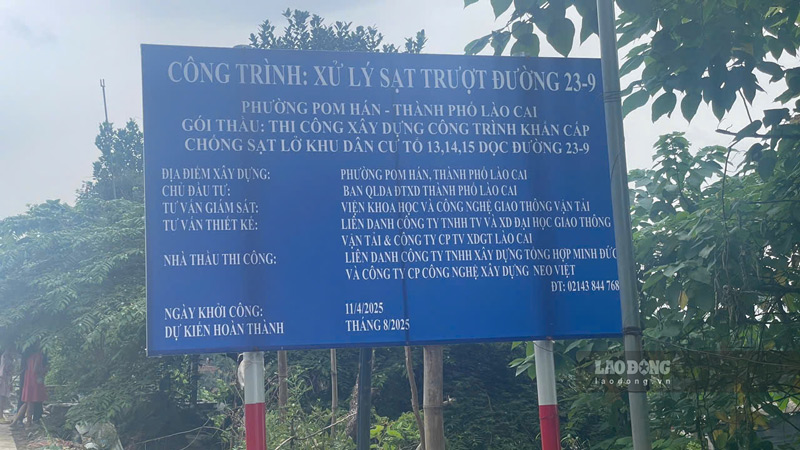 CÔNG TRÌNH: XỬ LÝ SẠT TRƯỢT ĐƯỜNG 23-9
PHƯỜNG POM HÁN - THÀNH PHỐ LÀO CAI
GÓI THẦU: THI CÔNG XÂY DỰNG CÔNG TRÌNH KHẨN CẤP
CHỐNG SẠT LỞ KHU DÂN CƯ TỔ 13,14,15 DỌC ĐƯỜNG 23-9
ĐỊA ĐIỂM XÂY DỰNG: PHƯỜNG POM HÁN, THÀNH PHỐ LÀO CAI
CHỦ ĐẦU TƯ: BAN QLDA ĐTXD THÀNH PHỐ LÀO CAI
TƯ VẤN GIÁM SÁT: VIỆN KHOA HỌC VÀ CÔNG NGHỆ GIAO THÔNG VẬN TẢI
TƯ VẤN THIẾT KẾ: LIÊN DANH CÔNG TY TNHH TV VÀ XD ĐẠI HỌC GIAO THÔNG
VẬN TẢI & CÔNG TY CP TV XDGT LÀO CAI
NHÀ THẦU THI CÔNG: LIÊN DANH CÔNG TY TNHH XÂY DỰNG TỔNG HỢP MINH ĐỨC
VÀ CÔNG TY CP CÔNG NGHỆ XÂY DỰNG NEO VIỆT
ĐT: 02143 844 768
NGÀY KHỞI CÔNG: 11/4/2025
DỰ KIẾN HOÀN THÀNH THÁNG 8/2025
LAO ĐỘNG
laodong.vn